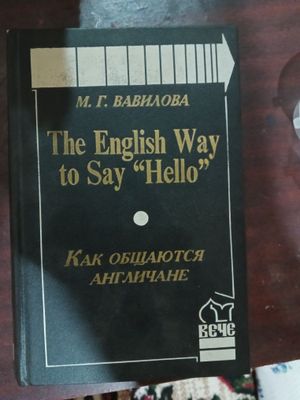 М. Г. ВАВИЛОВА
The English Way
to Say “Hello”
КАК ОБЩАЮТСЯ
АНГЛИЧАНЕ
ВЕЧЕ